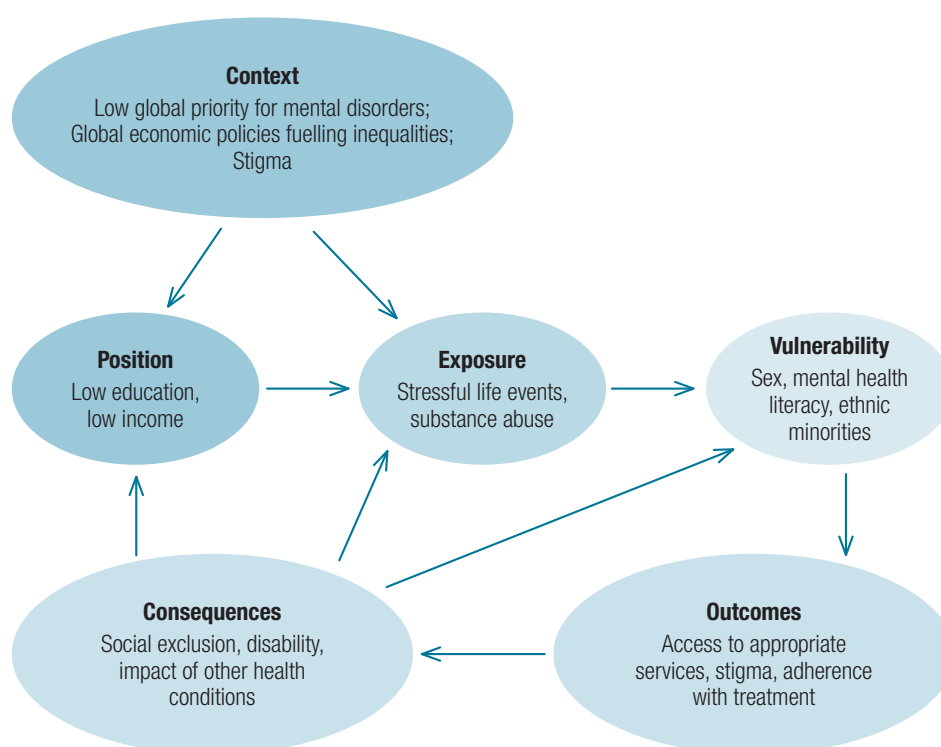 Context
Low global priority for mental disorders;
Global economic policies fuelling inequalities;
Stigma
Position
Low education,
low income
Exposure
Stressful life events,
substance abuse
Vulnerability
Sex, mental health
literacy, ethnic
minorities
Consequences
Social exclusion, disability,
impact of other health
conditions
Outcomes
Access to appropriate
services, stigma, adherence
with treatment